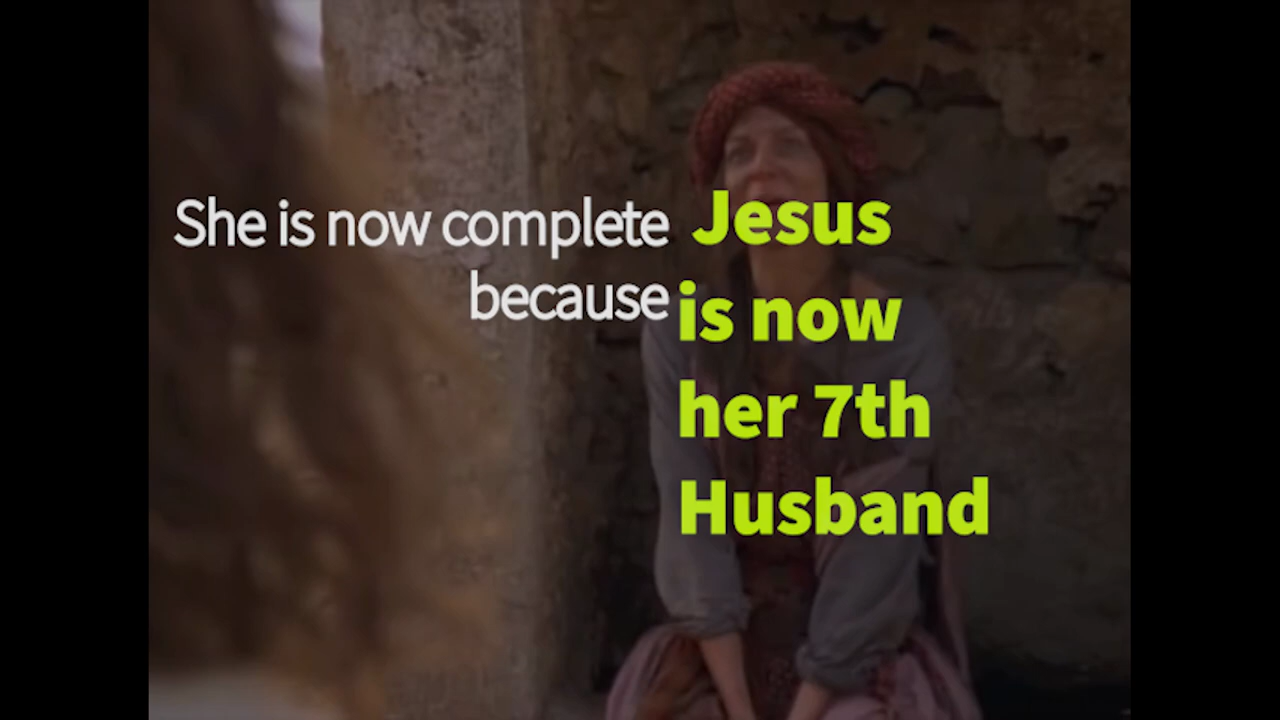 She is now complete
because
Jesus
is now
her 7th
Husband